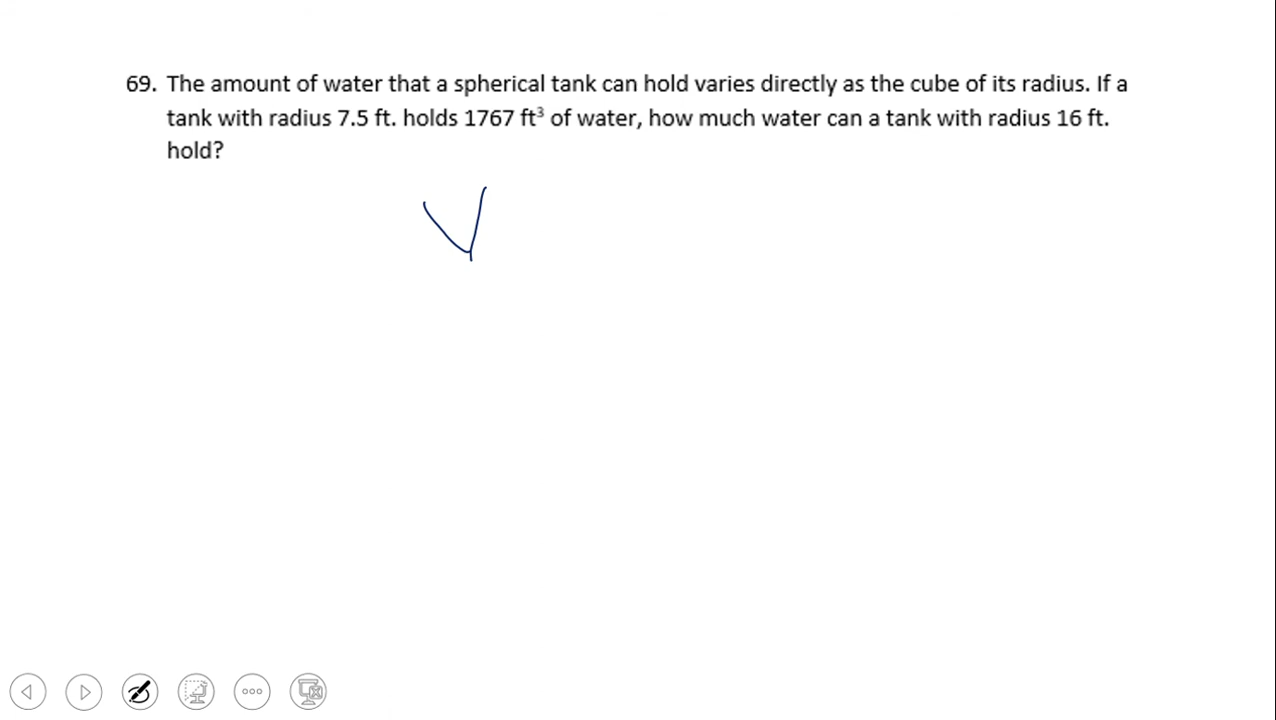 69. The amount of water that a spherical tank can hold varies directly as the cube of its radius. If a
tank with radius 7.5 ft. holds 1767 ft³ of water, how much water can a tank with radius 16 ft.
hold?
V